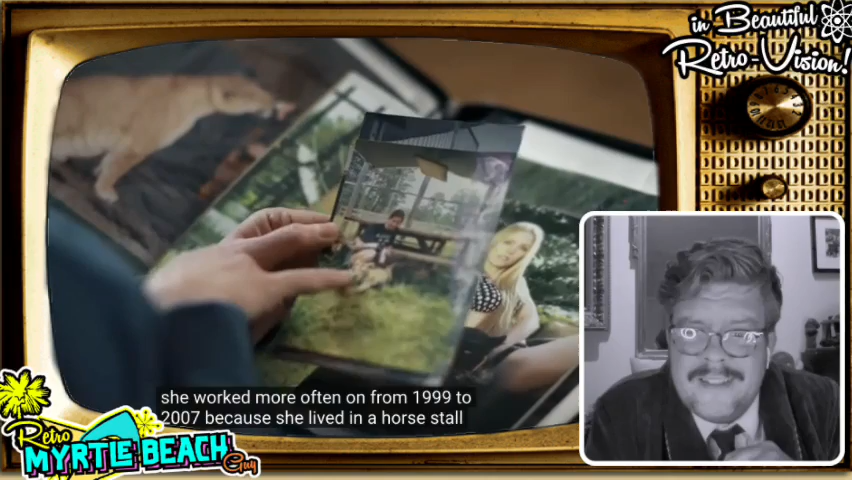 in Beautiful
Retro-Vision!
she worked more often on from 1999 to
2007 because she lived in a horse stall
Retro
MYRTLE BEACH
Guy